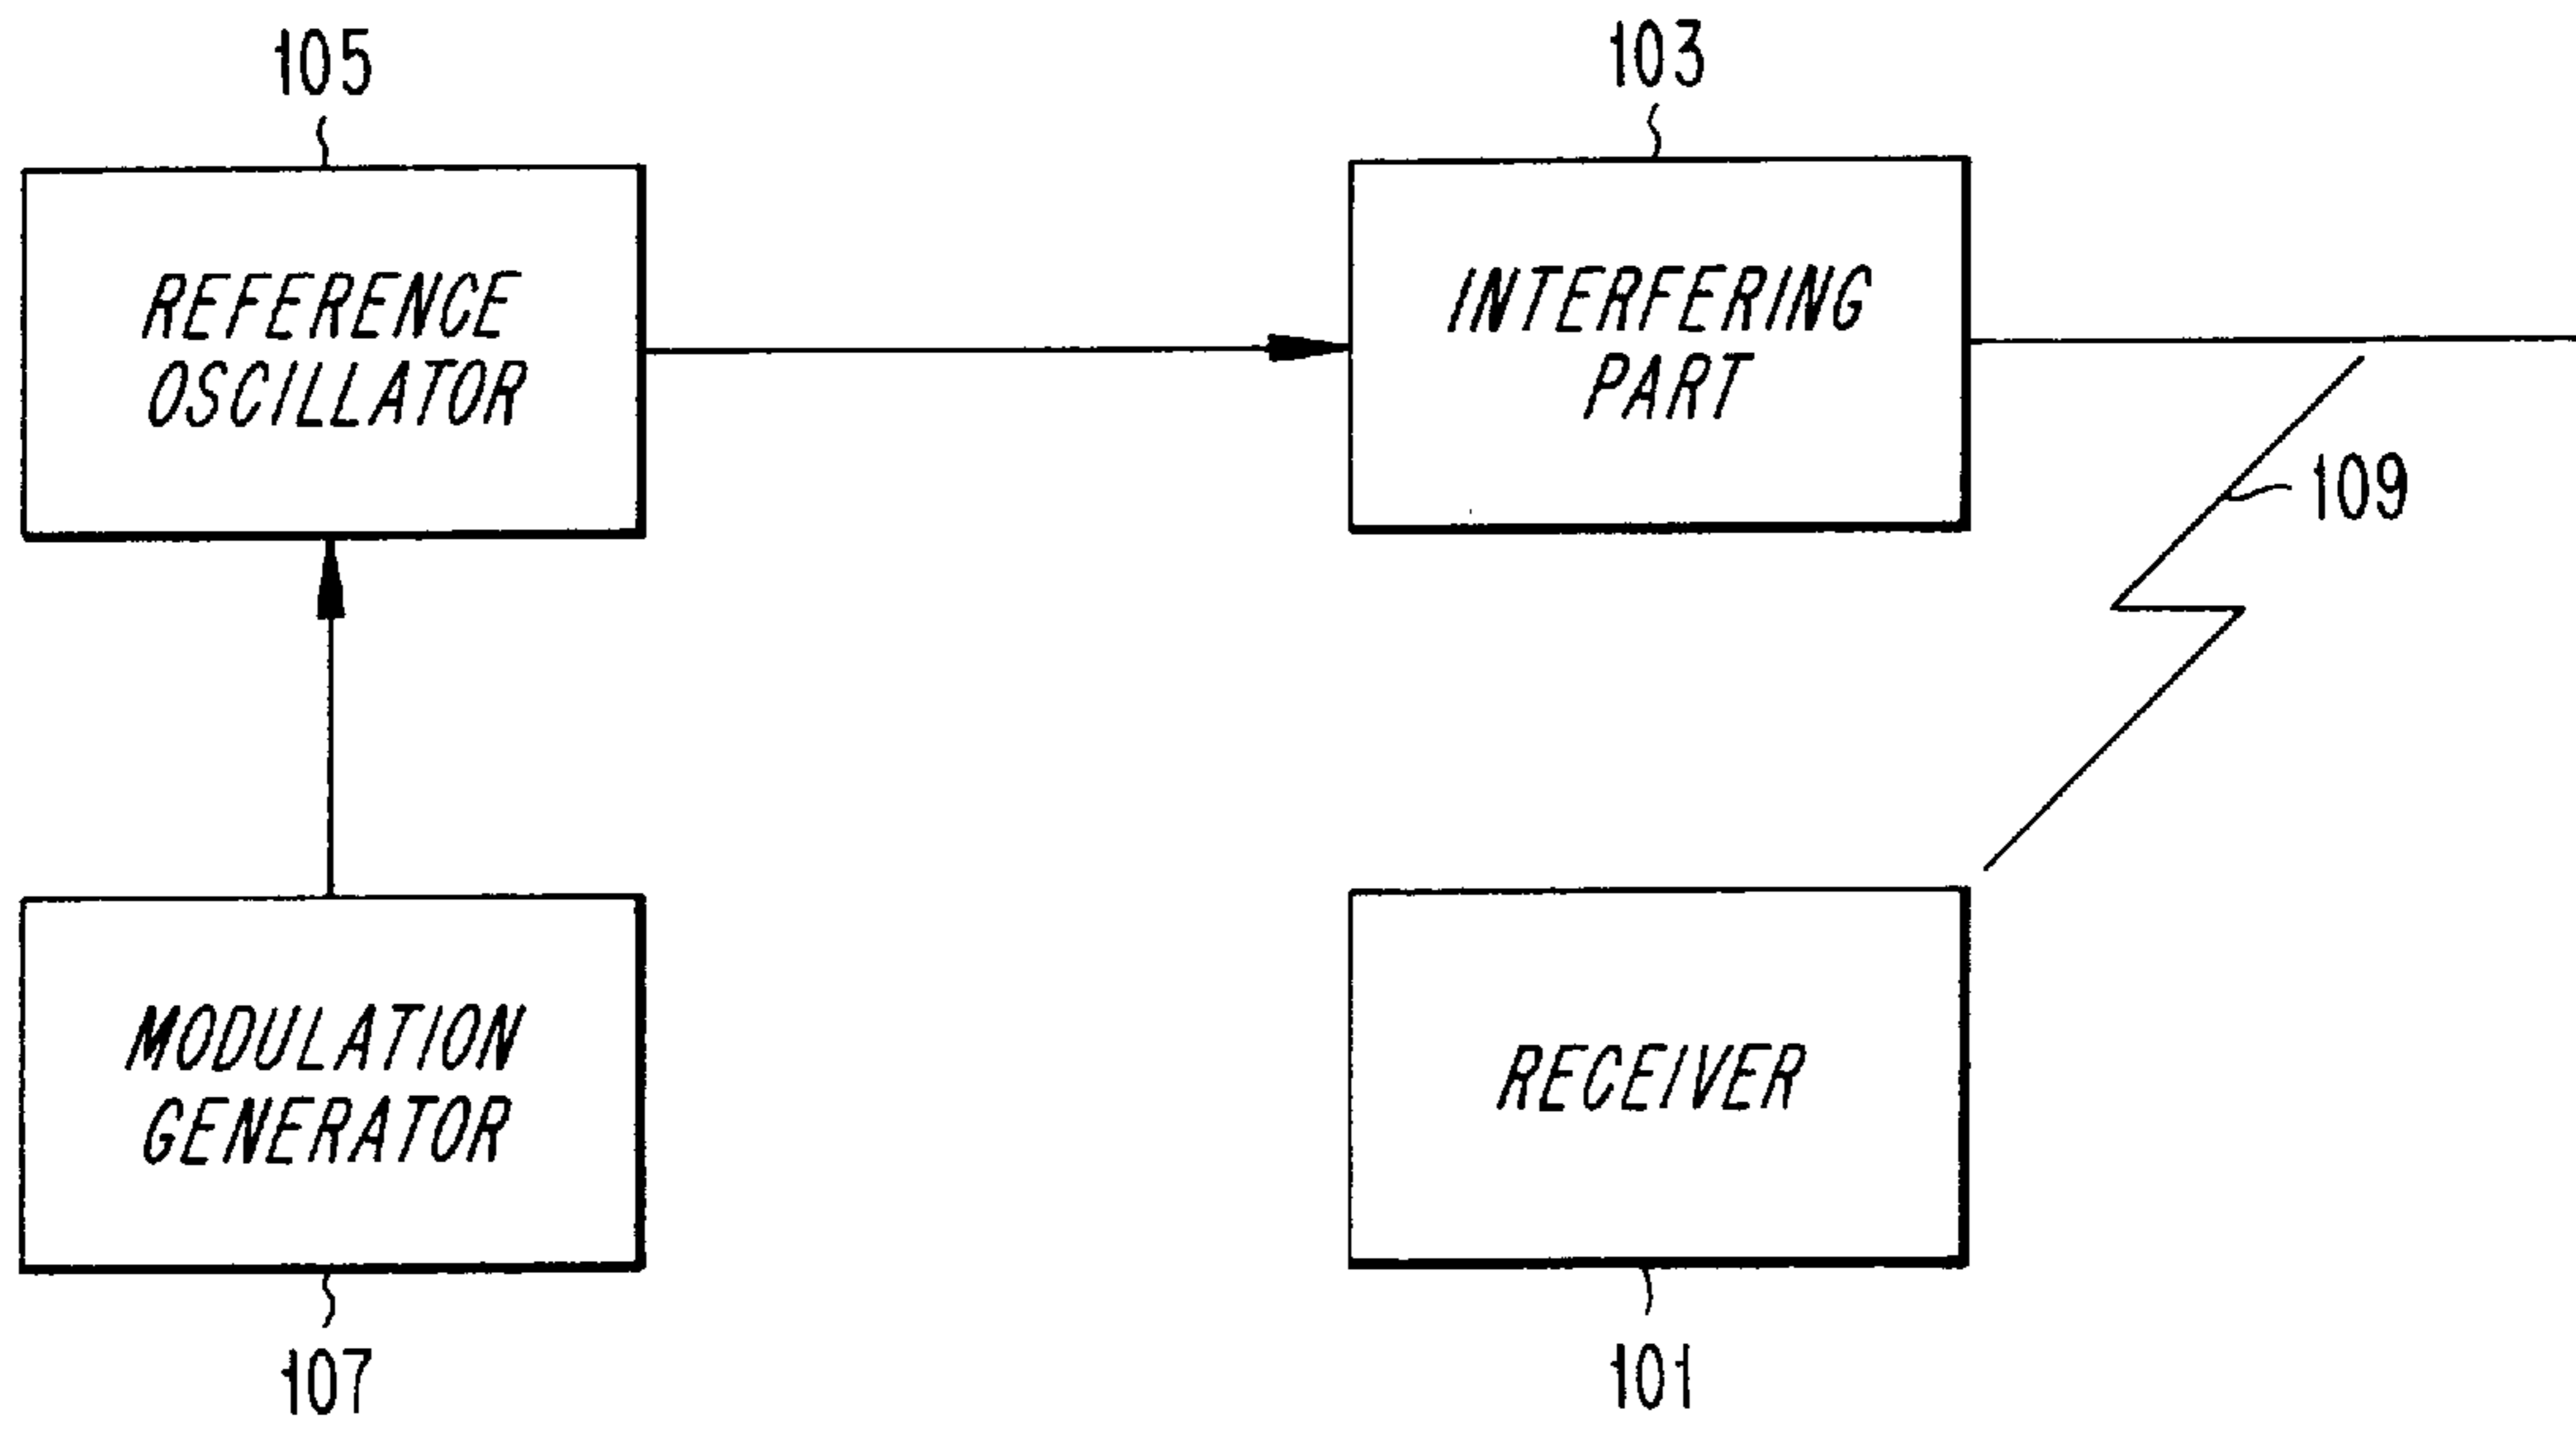 105
103
REFERENCE
OSCILLATOR
INTERFERING
PART
109
MODULATION
GENERATOR
RECEIVER
107
101